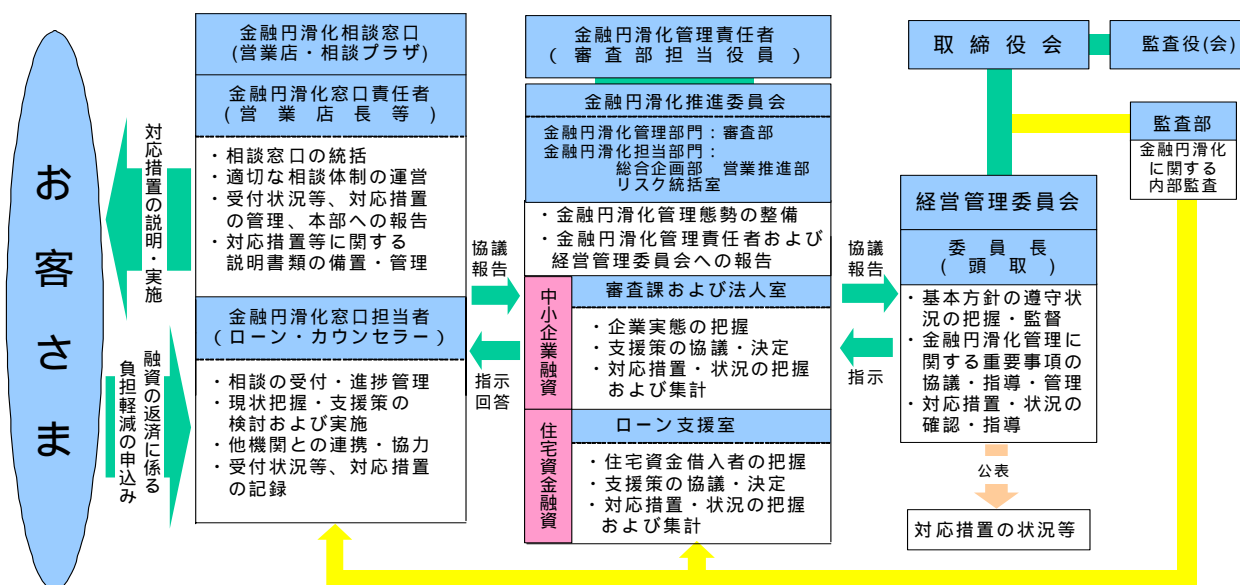 お客さま
対応措置の説明・実施
融資の返済に係る
負担軽減の申込み
金融円滑化相談窓口
(営業店・相談プラザ)
金融円滑化窓口責任者
(営業店長等)
・相談窓口の統括
・適切な相談体制の運営
・受付状況等、対応措置
の管理、本部への報告
・対応措置等に関する
説明書類の備置・管理
金融円滑化窓口担当者
(ローン・カウンセラー)
・相談の受付・進捗管理
・現状把握・支援策の
検討および実施
・他機関との連携・協力
・受付状況等、対応措置
の記録
協議
報告
指示
回答
金融円滑化管理責任者
(審査部担当役員)
金融円滑化推進委員会
金融円滑化管理部門：審査部
金融円滑化担当部門：
総合企画部 営業推進部
リスク統括室
・金融円滑化管理態勢の整備
・金融円滑化管理責任者および
経営管理委員会への報告
中小企業融資
審査課および法人室
・企業実態の把握
・支援策の協議・決定
・対応措置・状況の把握
および集計
住宅資金融資
ローン支援室
・住宅資金借入者の把握
・支援策の協議・決定
・対応措置・状況の把握
および集計
協議
報告
指示
取締役会
監査役(会)
監査部
金融円滑化
に関する
内部監査
経営管理委員会
委員長
(頭取)
・基本方針の遵守状
況の把握・監督
・金融円滑化管理に
関する重要事項の
協議・指導・管理
・対応措置・状況の
確認・指導
公表
対応措置の状況等